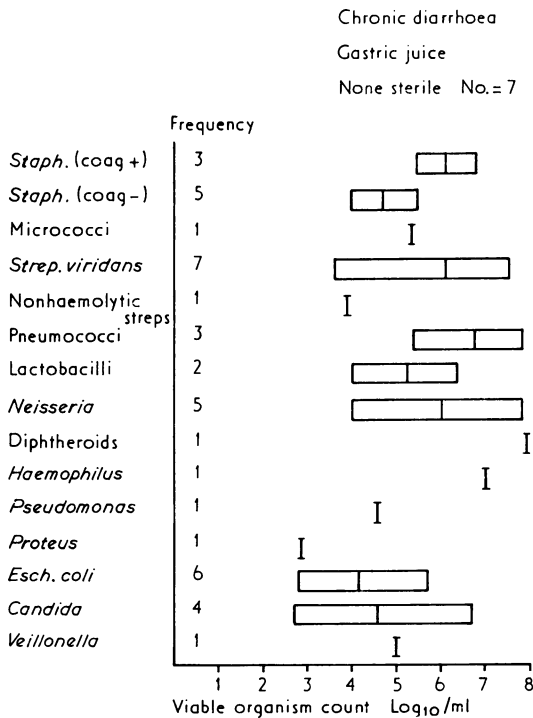 Chronic diarrhoea
Gastric juice
None sterile No. = 7
Frequency
Staph. (coag +) 3
Staph. (coag −) 5
Micrococci 1
Strep. viridans 7
Nonhaemolytic 1
streps
Pneumococci 3
Lactobacilli 2
Neisseria 5
Diphtheroids 1
Haemophilus 1
Pseudomonas 1
Proteus 1
Esch. coli 6
Candida 4
Veillonella 1
1 2 3 4 5 6 7 8
Viable organism count Log10/ml